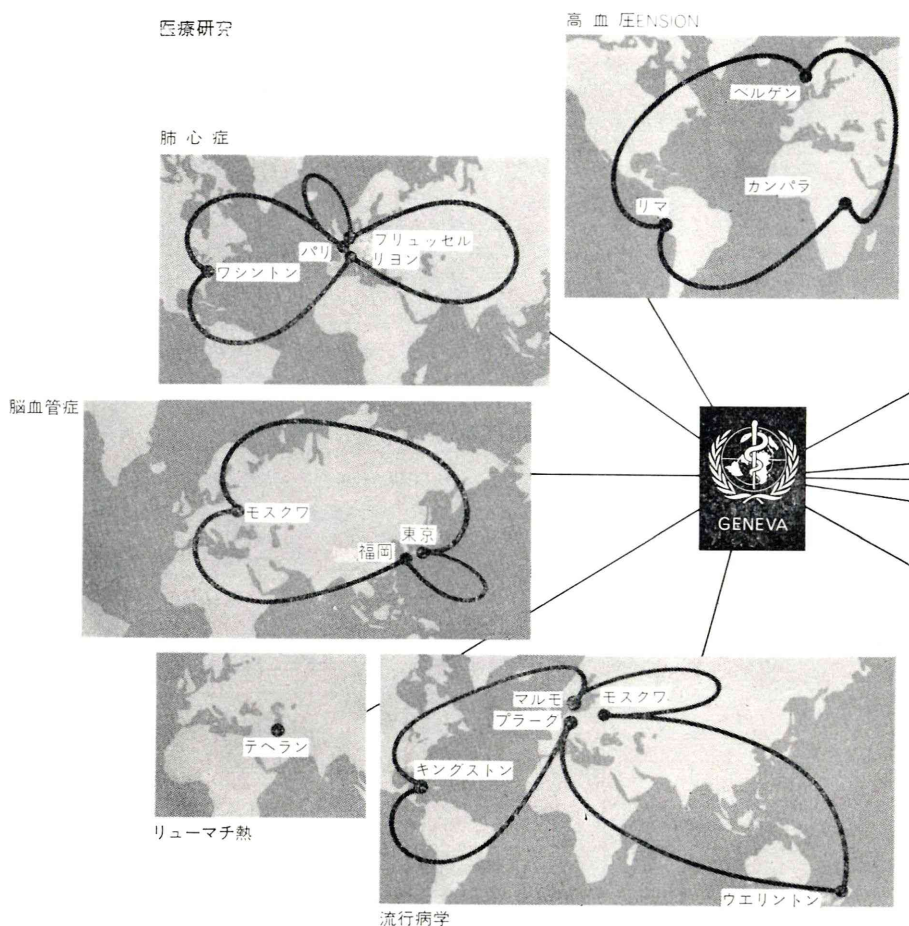 医療研究
高血圧ENSION
ベルゲン
カンパラ
リマ
肺心症
フリュッセル
パリ
リヨン
ワシントン
脳血管症
モスクワ
東京
福岡
GENEVA
テヘラン
リューマチ熱
マルモ
モスクワ
プラーク
キングストン
ウエリントン
流行病学